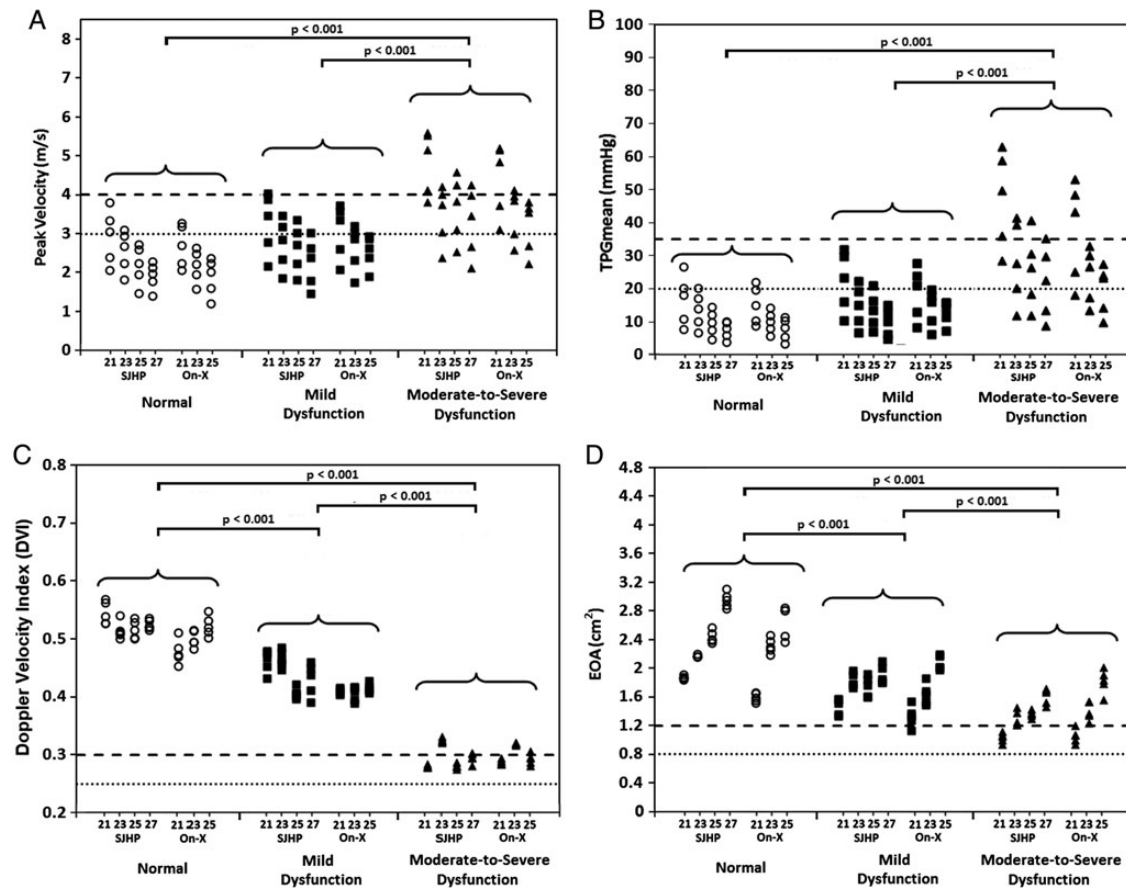 A
8
7
6
5
4
3
2
1
0
Peak Velocity (m/s)
p < 0.001
p < 0.001
21 23 25 27 21 23 25 21 23 25 27 21 23 25 21 23 25 27 21 23 25
SJHP On-X SJHP On-X SJHP On-X
Normal Mild Dysfunction Moderate-to-Severe Dysfunction
B
100
90
80
70
60
50
40
30
20
10
0
TPGmean (mmHg)
p < 0.001
p < 0.001
21 23 25 27 21 23 25 21 23 25 27 21 23 25 21 23 25 27 21 23 25
SJHP On-X SJHP On-X SJHP On-X
Normal Mild Dysfunction Moderate-to-Severe Dysfunction
C
0.8
0.7
0.6
0.5
0.4
0.3
0.2
Doppler Velocity Index (DVI)
p < 0.001
p < 0.001
p < 0.001
21 23 25 27 21 23 25 21 23 25 27 21 23 25 21 23 25 27 21 23 25
SJHP On-X SJHP On-X SJHP On-X
Normal Mild Dysfunction Moderate-to-Severe Dysfunction
D
4.8
4.4
4
3.6
3.2
2.8
2.4
2
1.6
1.2
0.8
0.4
0
EOA (cm²)
p < 0.001
p < 0.001
p < 0.001
21 23 25 27 21 23 25 21 23 25 27 21 23 25 21 23 25 27 21 23 25
SJHP On-X SJHP On-X SJHP On-X
Normal Mild Dysfunction Moderate-to-Severe Dysfunction